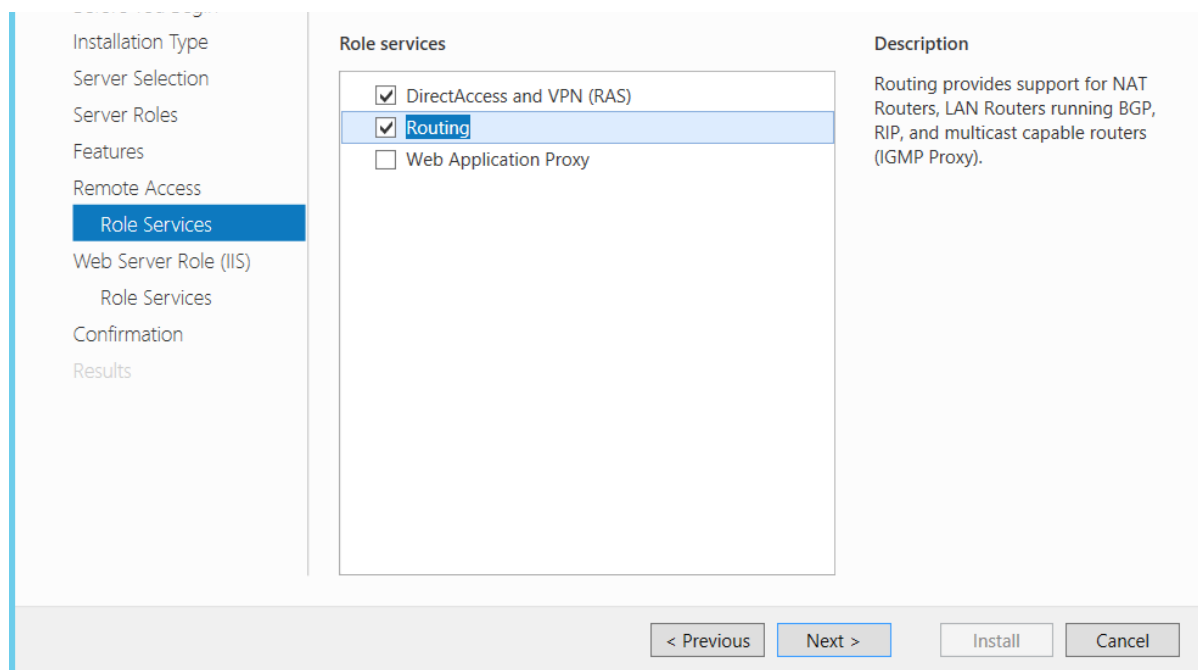 Installation Type
Server Selection
Server Roles
Features
Remote Access
Role Services
Web Server Role (IIS)
Role Services
Confirmation
Results
Role services
DirectAccess and VPN (RAS)
Routing
Web Application Proxy
Description
Routing provides support for NAT
Routers, LAN Routers running BGP,
RIP, and multicast capable routers
(IGMP Proxy).
< Previous
Next >
Install
Cancel